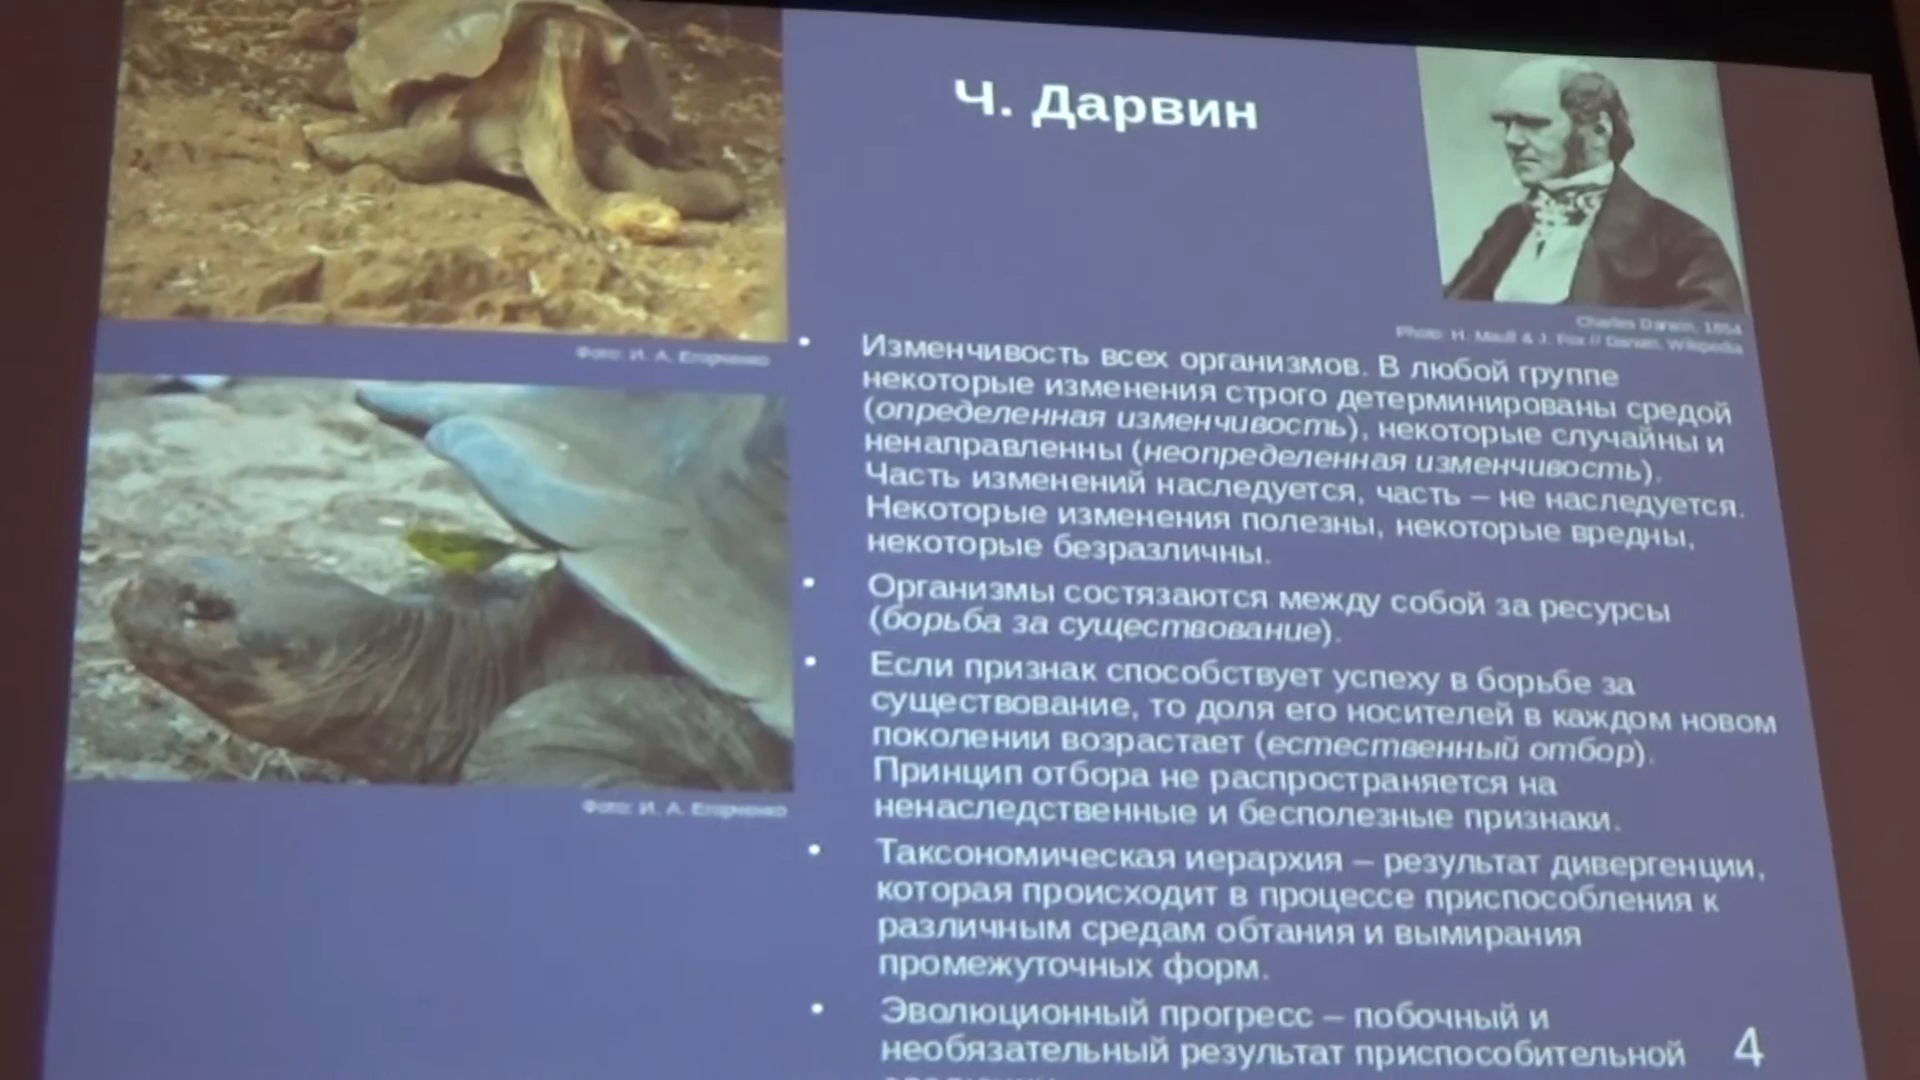 Ч. Дарвин
Charles Darwin, 1854
Photo: H. Maull & J. Fox // Darwin, Wikipedia
Фото: И. А. Егорченко
Фото: И. А. Егорченко
• Изменчивость всех организмов. В любой группе
некоторые изменения строго детерминированы средой
(определенная изменчивость), некоторые случайны и
ненаправленны (неопределенная изменчивость).
Часть изменений наследуется, часть – не наследуется.
Некоторые изменения полезны, некоторые вредны,
некоторые безразличны.
• Организмы состязаются между собой за ресурсы
(борьба за существование).
• Если признак способствует успеху в борьбе за
существование, то доля его носителей в каждом новом
поколении возрастает (естественный отбор).
Принцип отбора не распространяется на
ненаследственные и бесполезные признаки.
• Таксономическая иерархия – результат дивергенции,
которая происходит в процессе приспособления к
различным средам обтания и вымирания
промежуточных форм.
• Эволюционный прогресс – побочный и
необязательный результат приспособительной
4